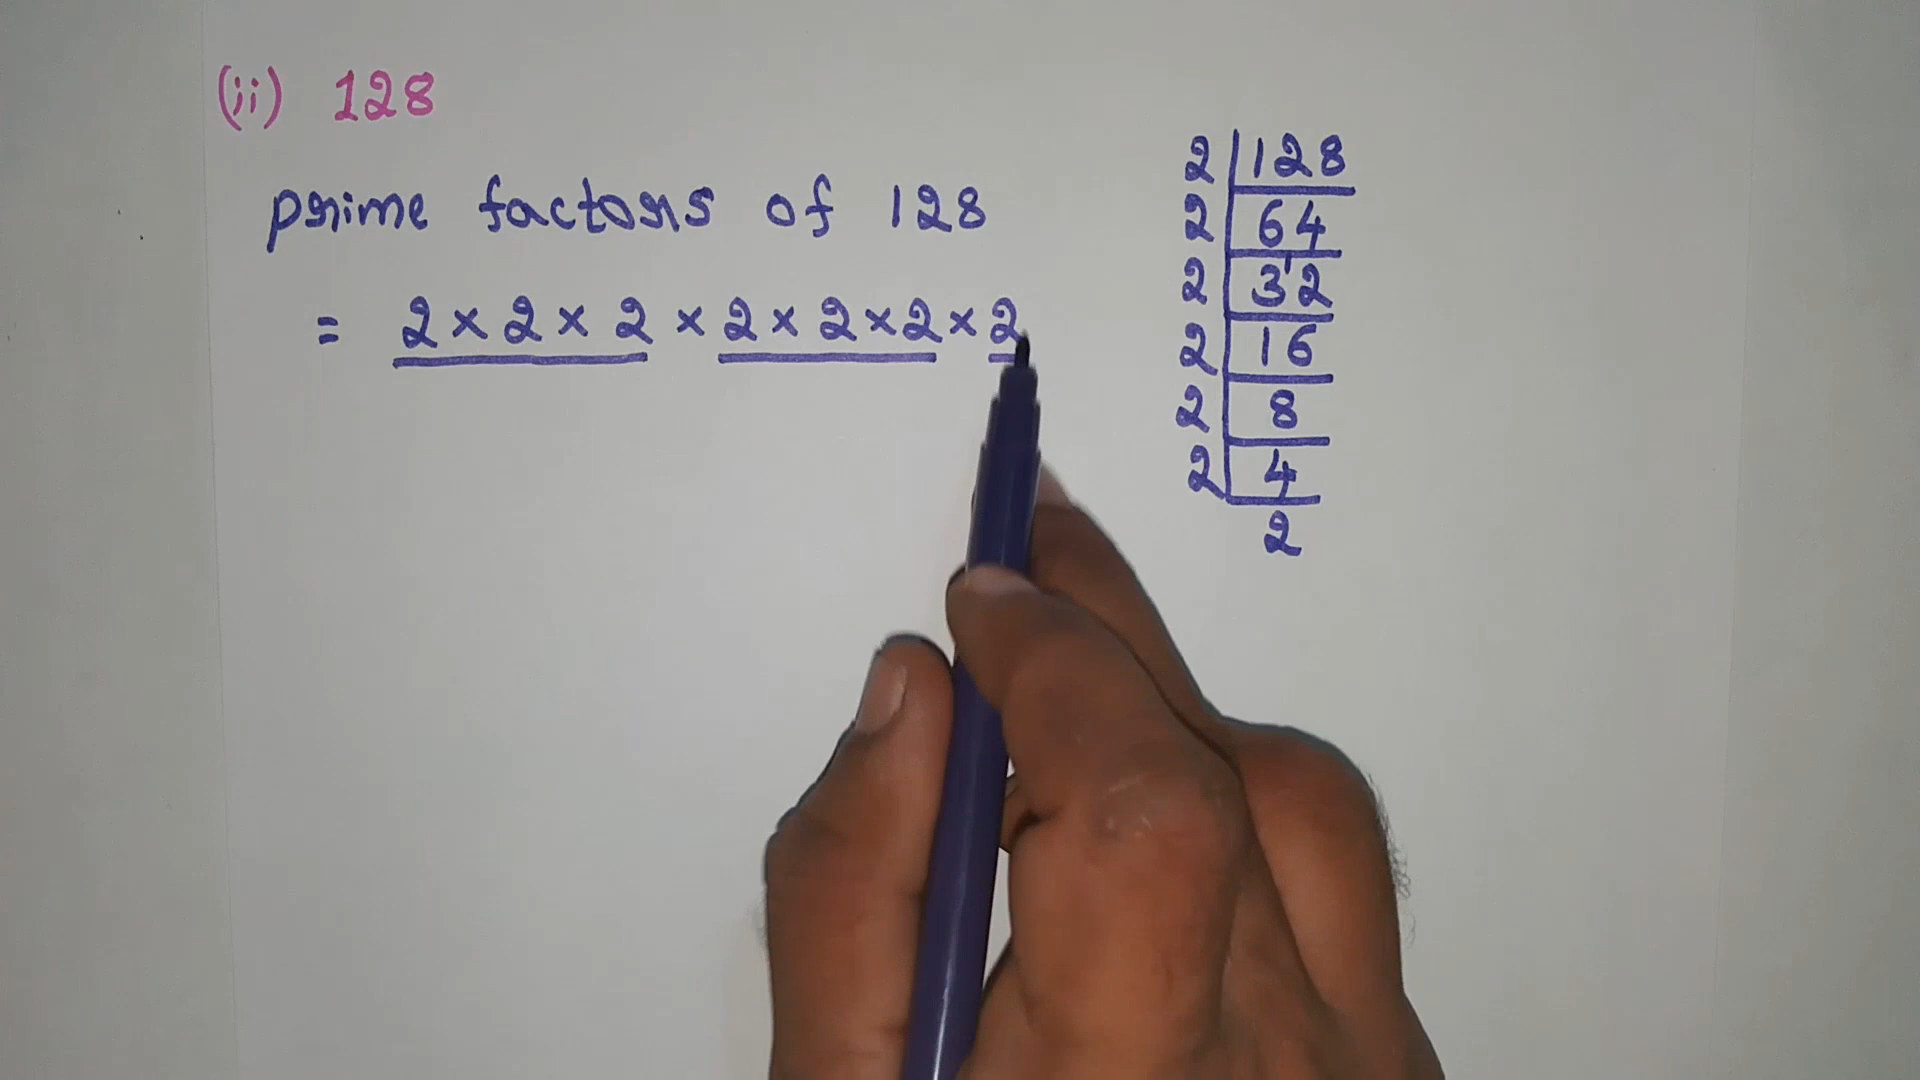 (ii) 128
prime factors of 128
= 2 × 2 × 2 × 2 × 2 × 2 × 2
2 | 128
2 | 64
2 | 32
2 | 16
2 | 8
2 | 4
2